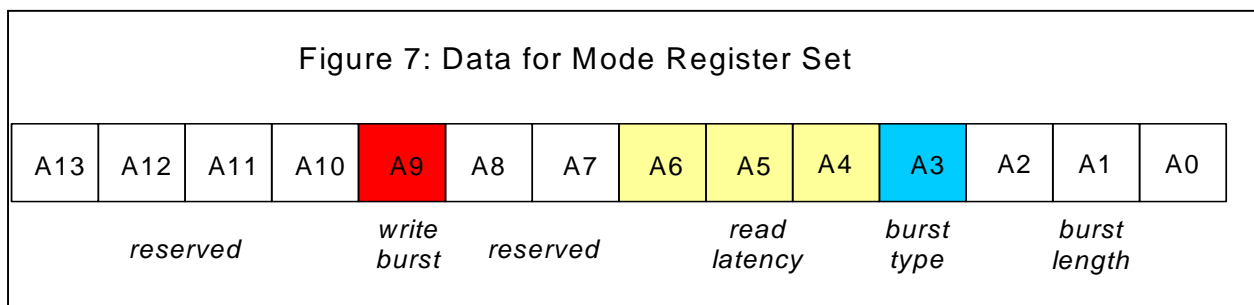 Figure 7: Data for Mode Register Set
A13 A12 A11 A10 A9 A8 A7 A6 A5 A4 A3 A2 A1 A0
reserved write burst reserved read latency burst type burst length